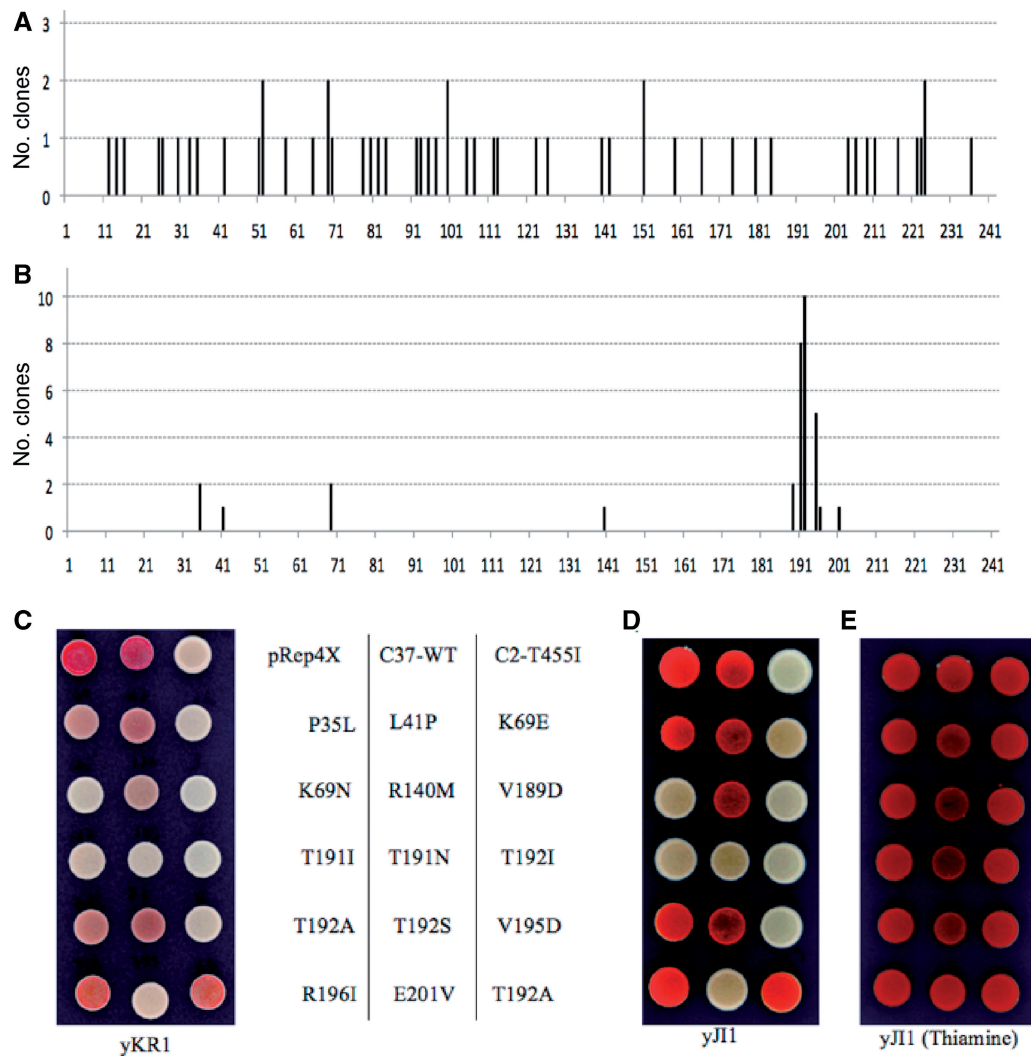 A
No. clones
3
2
1
0
1 11 21 31 41 51 61 71 81 91 101 111 121 131 141 151 161 171 181 191 201 211 221 231 241
B
No. clones
10
8
6
4
2
0
1 11 21 31 41 51 61 71 81 91 101 111 121 131 141 151 161 171 181 191 201 211 221 231 241
C
pRep4X C37-WT C2-T455I
P35L L41P K69E
K69N R140M V189D
T191I T191N T192I
T192A T192S V195D
R196I E201V T192A
yKR1
D
yJI1
E
yJI1 (Thiamine)